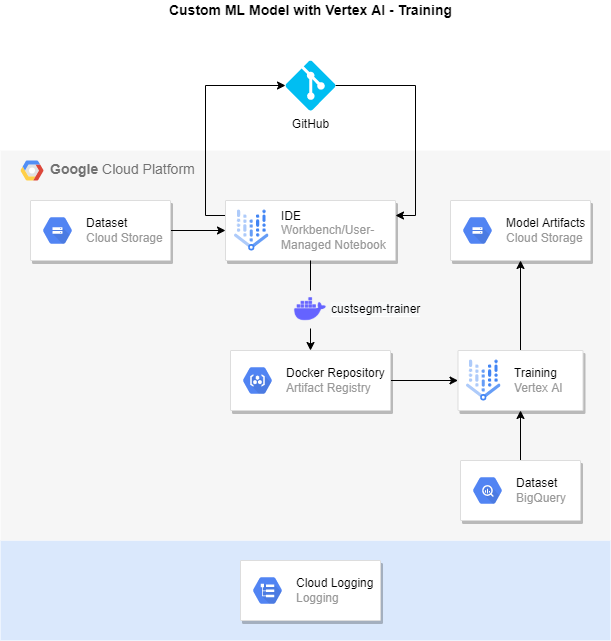 Custom ML Model with Vertex AI - Training
GitHub
Google Cloud Platform
Dataset
Cloud Storage
IDE
Workbench/User-
Managed Notebook
Model Artifacts
Cloud Storage
custsegm-trainer
Docker Repository
Artifact Registry
Training
Vertex AI
Dataset
BigQuery
Cloud Logging
Logging